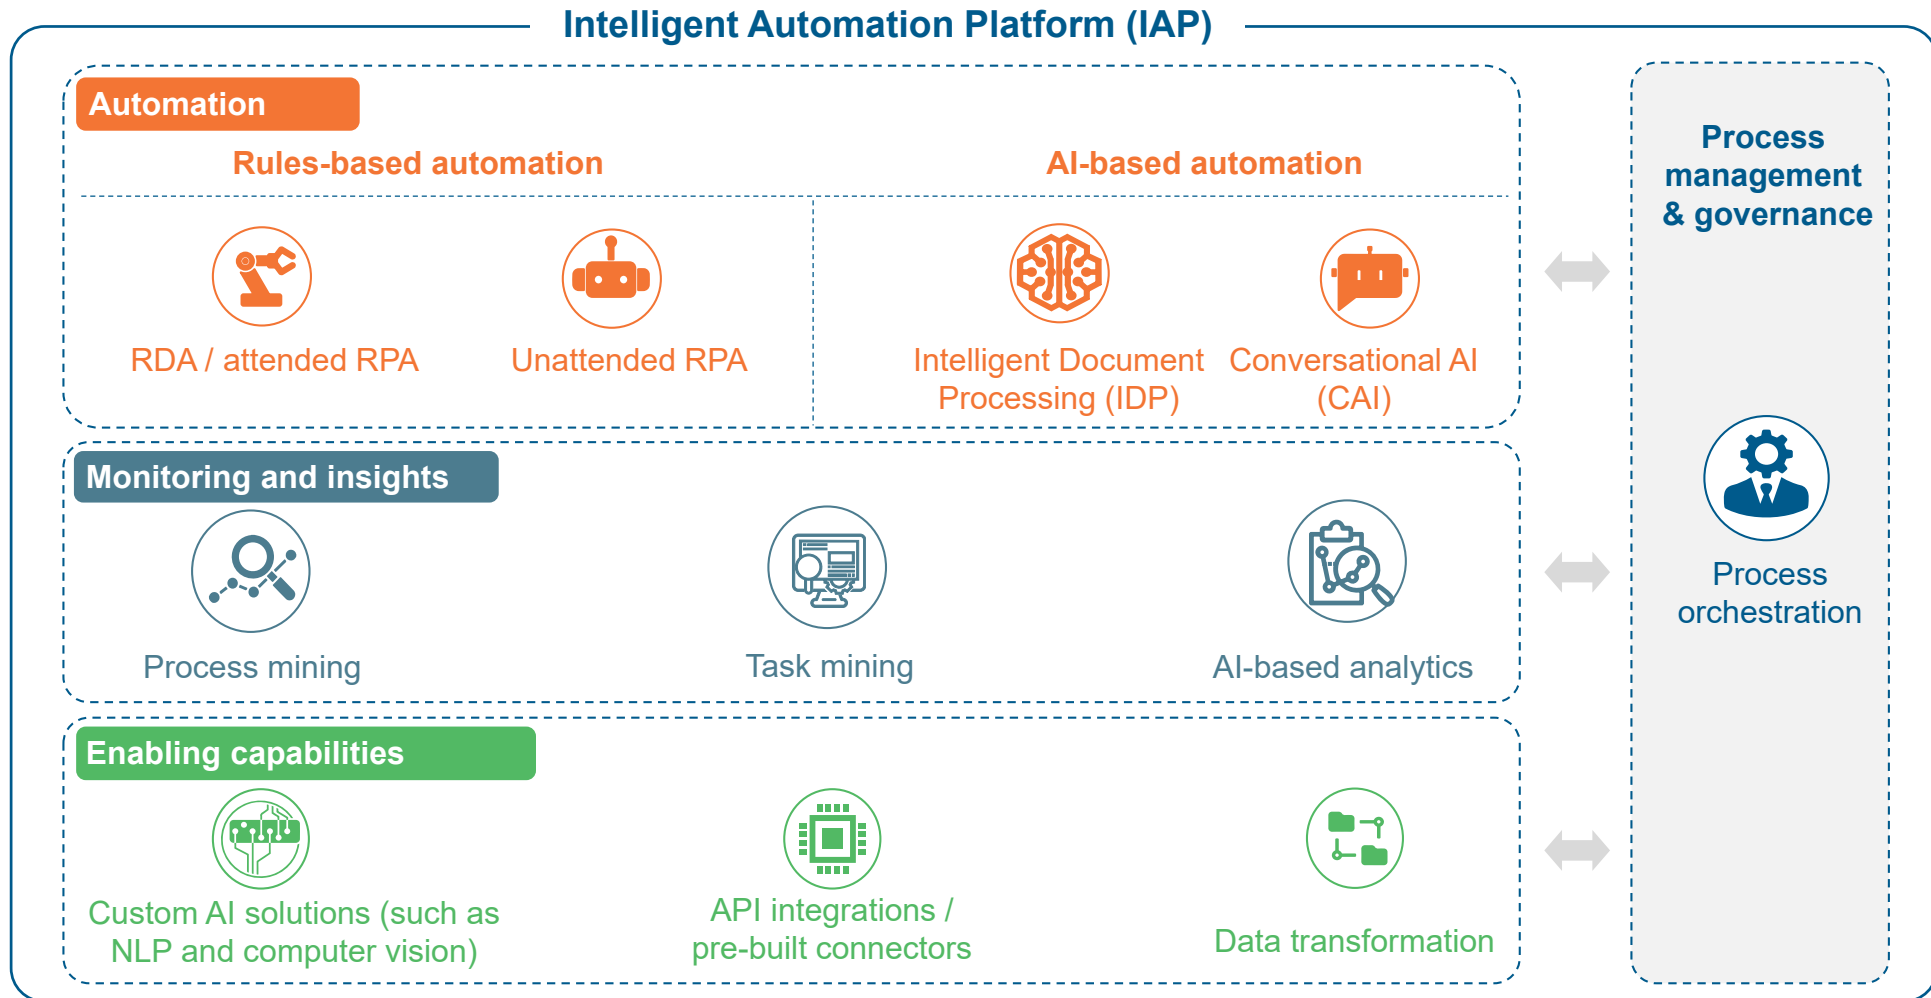 Intelligent Automation Platform (IAP)
Automation
Rules-based automation
AI-based automation
RDA / attended RPA
Unattended RPA
Intelligent Document
Processing (IDP)
Conversational AI
(CAI)
Monitoring and insights
Process mining
Task mining
AI-based analytics
Enabling capabilities
Custom AI solutions (such as
NLP and computer vision)
API integrations /
pre-built connectors
Data transformation
Process
management
& governance
Process
orchestration